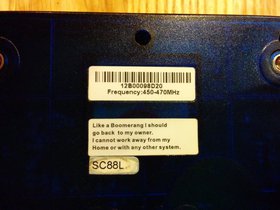 12B00098D20
Frequency:450-470MHz
Like a Boomerang I should
go back to my owner.
I cannot work away from my
Home or with any other system.
SC88L